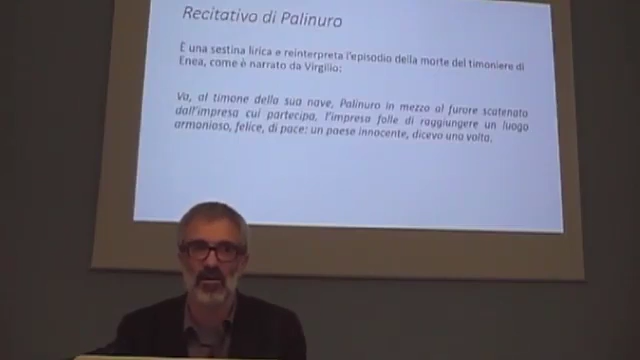 Recitativo di Palinuro
È una sestina lirica e reinterpreta l'episodio della morte del timoniere di
Enea, come è narrato da Virgilio:
Va, al timone della sua nave, Palinuro in mezzo al furore scatenato
dall'impresa cui partecipa, l'impresa folle di raggiungere un luogo
armonioso, felice, di pace: un paese innocente, dicevo una volta.